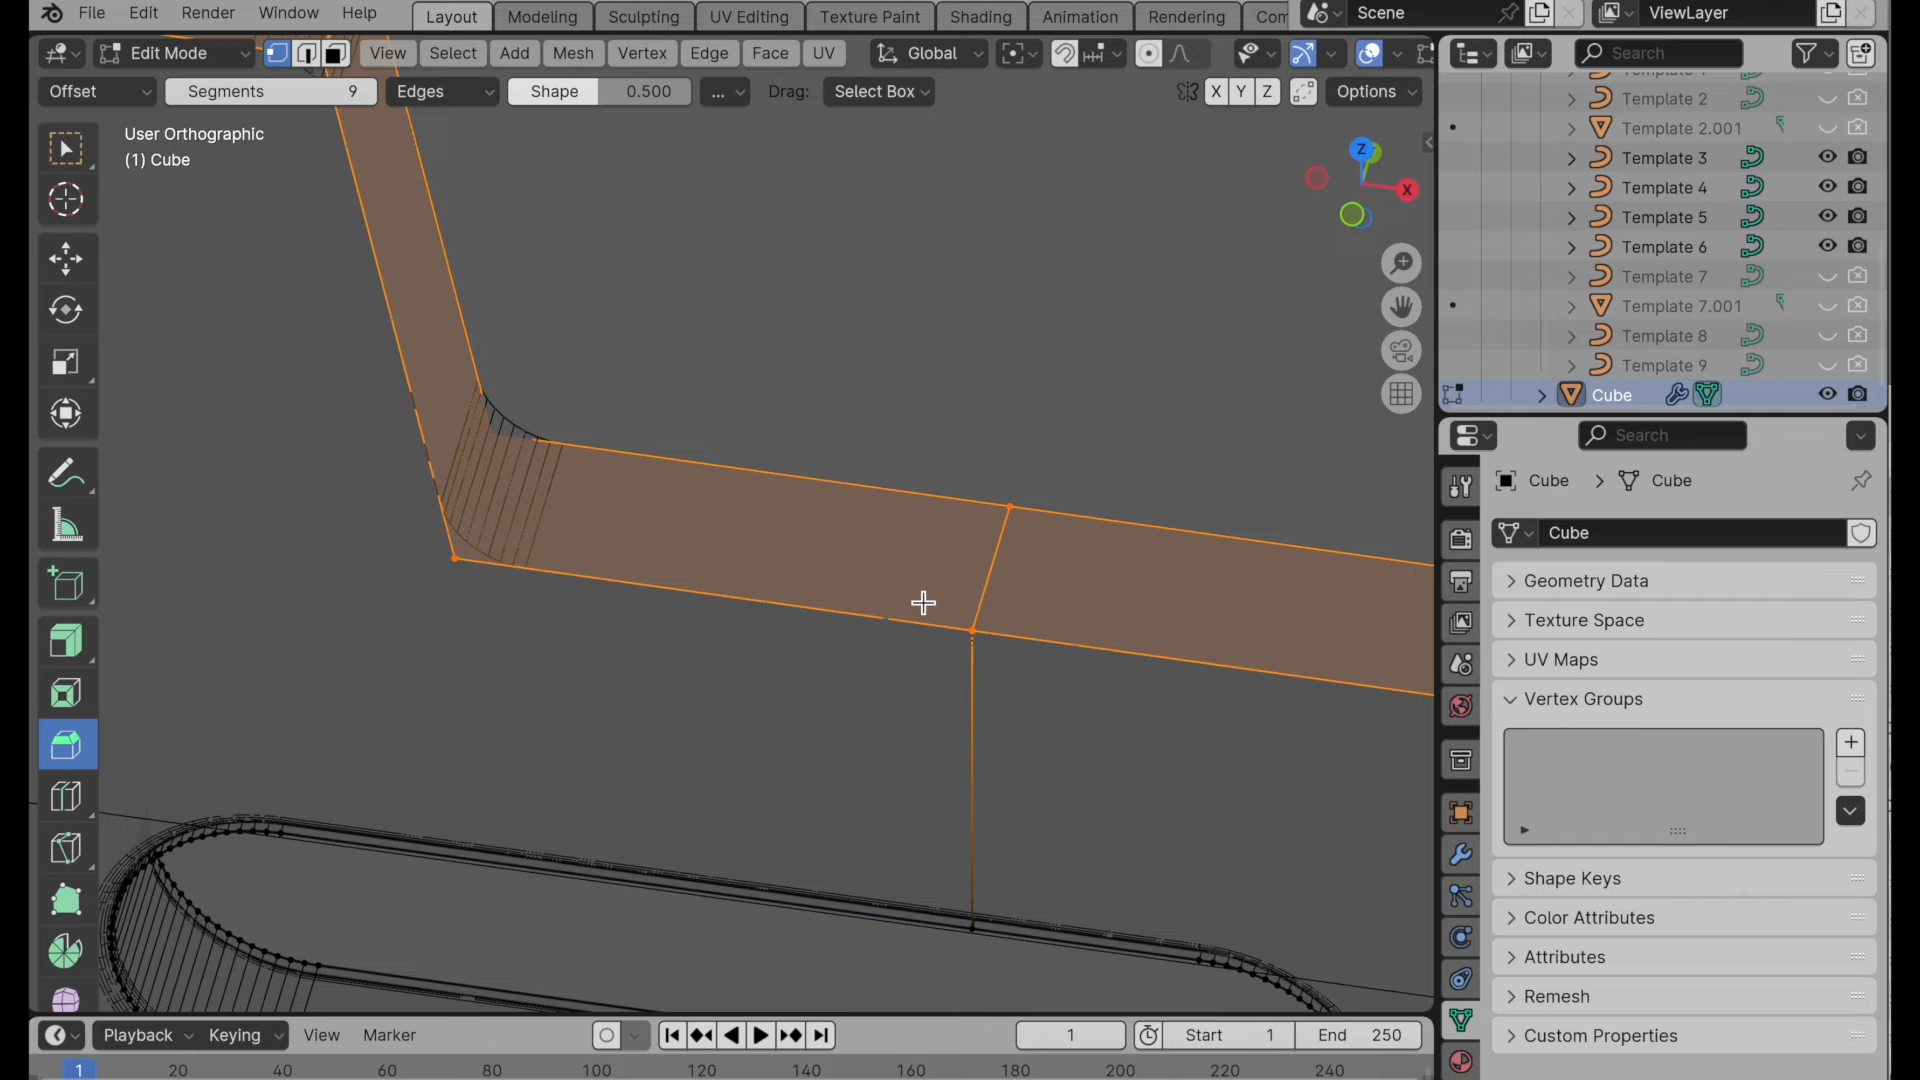 File Edit Render Window Help Layout Modeling Sculpting UV Editing Texture Paint Shading Animation Rendering Com Scene ViewLayer
Edit Mode View Select Add Mesh Vertex Edge Face UV Global Search
Offset Segments 9 Edges Shape 0.500 ... Drag: Select Box X Y Z Options
User Orthographic
(1) Cube
Z
X
Template 2
Template 2.001
Template 3
Template 4
Template 5
Template 6
Template 7
Template 7.001
Template 8
Template 9
Cube
Search
Cube > Cube
Cube
Geometry Data
Texture Space
UV Maps
Vertex Groups
Shape Keys
Color Attributes
Attributes
Remesh
Custom Properties
Playback Keying View Marker 1 Start 1 End 250
1 20 40 60 80 100 120 140 160 180 200 220 240